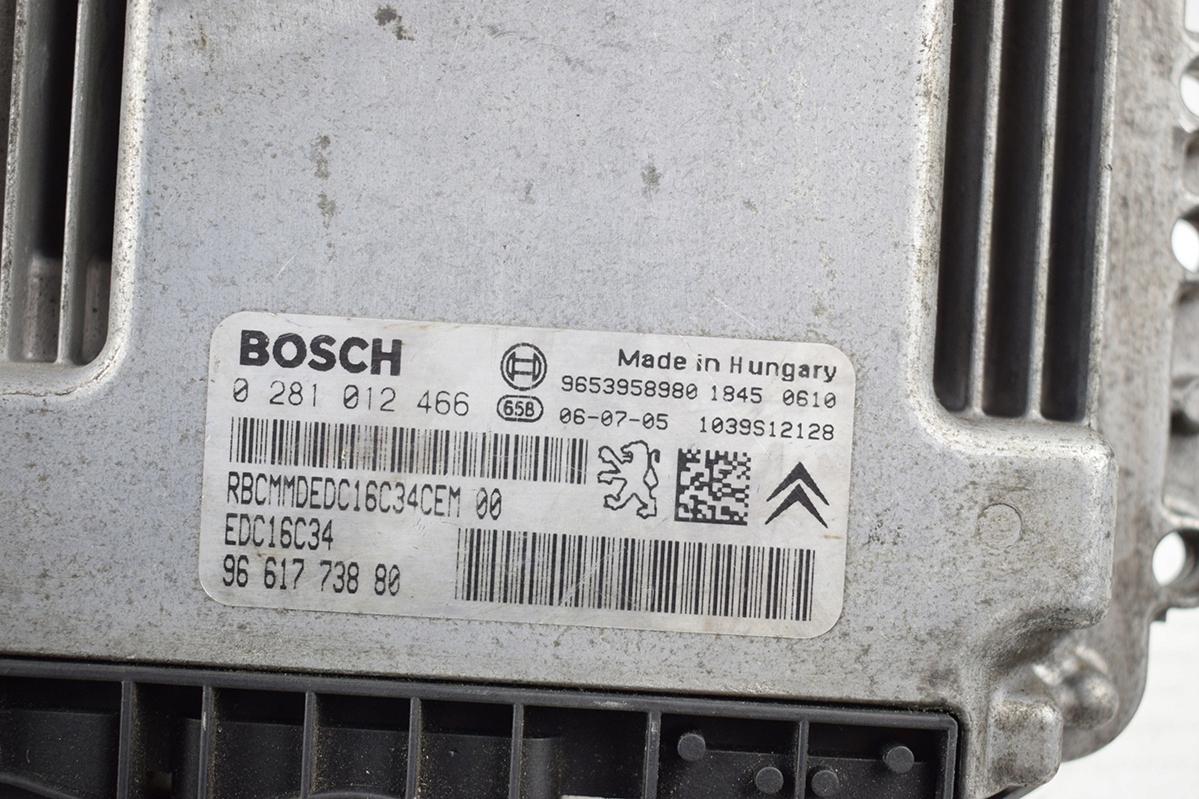 BOSCH
Made in Hungary
0 281 012 466
9653958980 1845 0610
658
06-07-05 1039S12128
RBCMMDEDC16C34CEM 00
EDC16C34
96 617 738 80